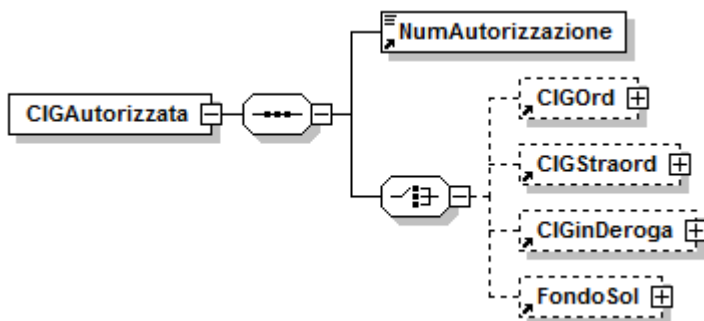 NumAutorizzazione
CIGAutorizzata
CIGOrd
CIGStraord
CIGinDeroga
FondoSol